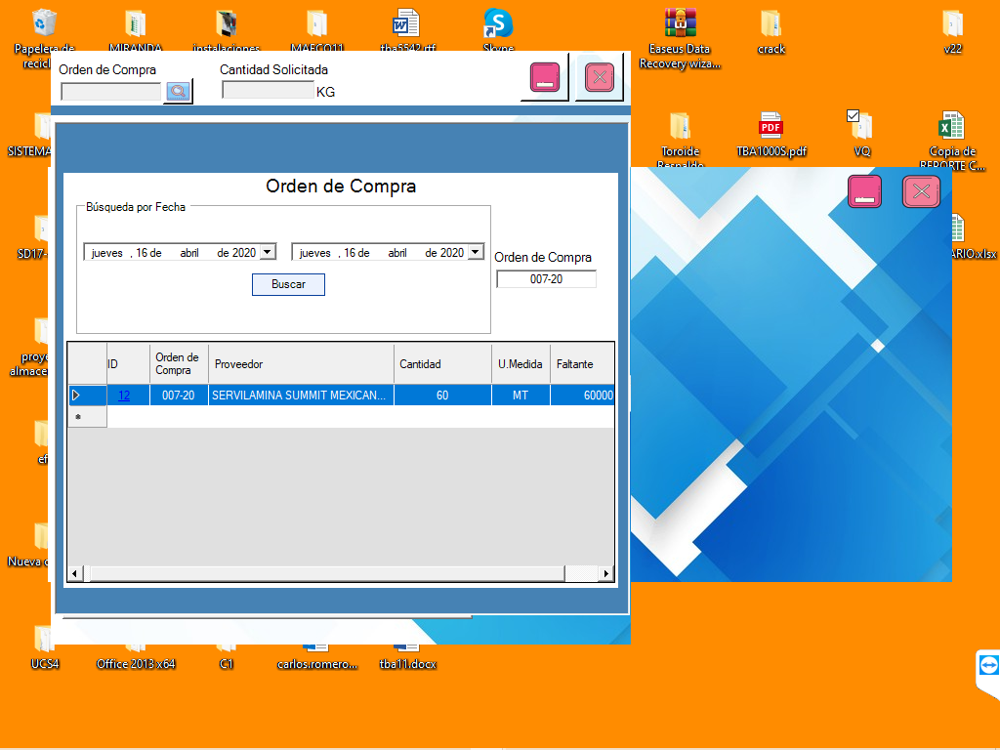 Papelera de
recicl
MIRANDA
instalaciones
MAECO11
tba5542.rtf
Skype
Easeus Data
Recovery wiza...
crack
v22
Orden de Compra
Cantidad Solicitada
KG
SISTEMA
Toroide
Respaldo
PDF
TBA1000S.pdf
VQ
Copia de
REPORTE C...
Orden de Compra
Búsqueda por Fecha
jueves , 16 de abril de 2020
jueves , 16 de abril de 2020
Buscar
Orden de Compra
007-20
SD17-
ARIO.xlsx
ID
Orden de
Compra
Proveedor
Cantidad
U.Medida
Faltante
12
007-20
SERVILAMINA SUMMIT MEXICAN...
60
MT
60000
proye
almace
ef
Nueva c
UCS4
Office 2013 x64
C1
carlos.romero...
tba11.docx